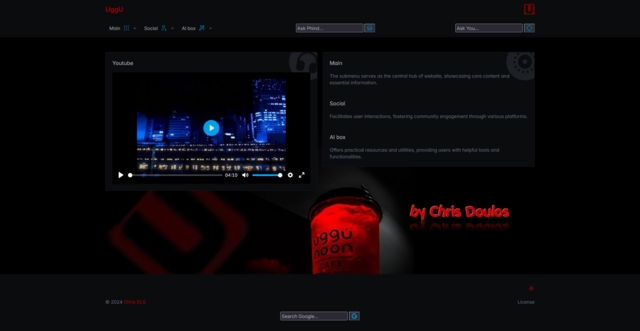 UggU
Main Social AI box
Ask Phind...
Ask You...
Youtube
04:10
Main
The submenu serves as the central hub of website, showcasing core content and essential information.
Social
Facilitates user interactions, fostering community engagement through various platforms.
AI box
Offers practical resources and utilities, providing users with helpful tools and functionalities.
by Chris Doulos
üggü
noon
CAFE
© 2024
License
Search Google...